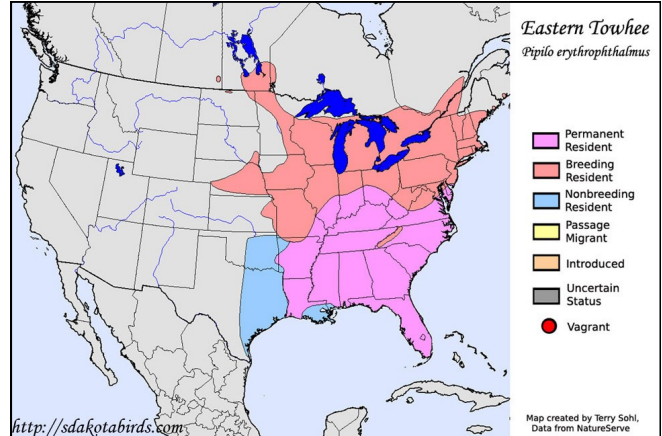 Eastern Towhee
Pipilo erythrophthalmus
Permanent
Resident
Breeding
Resident
Nonbreeding
Resident
Passage
Migrant
Introduced
Uncertain
Status
Vagrant
Map created by Terry Sohl,
Data from NatureServe
http://sdakotabirds.com